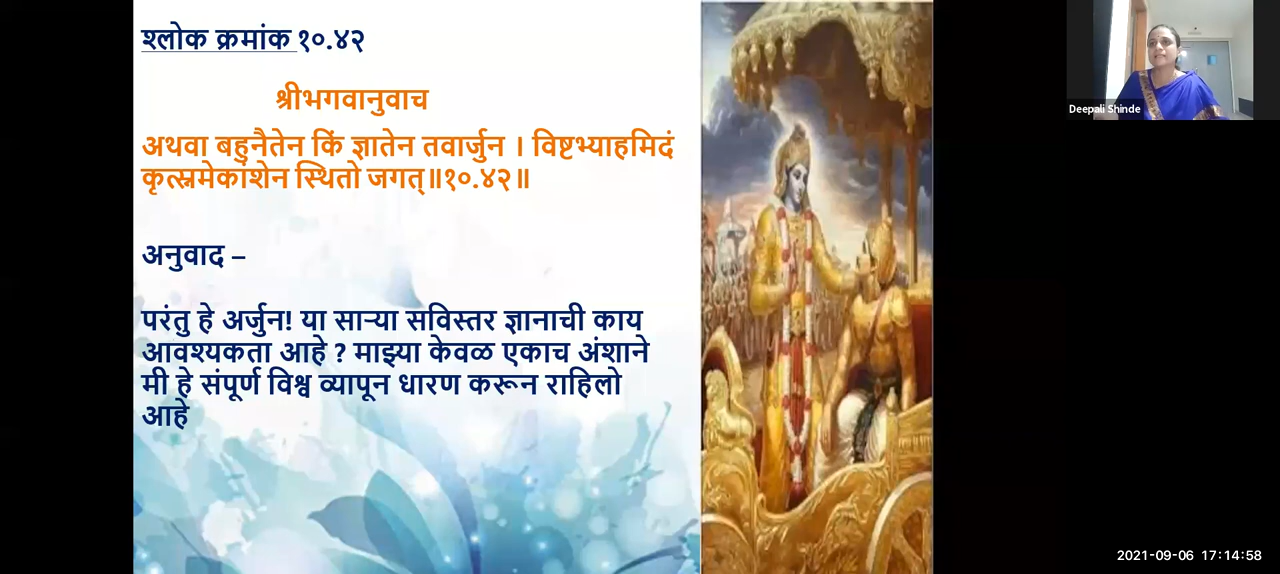 श्लोक क्रमांक १०.४२
श्रीभगवानुवाच
अथवा बहुनैतेन किं ज्ञातेन तवार्जुन । विष्टभ्याहमिदं
कृत्स्नमेकांशेन स्थितो जगत्॥१०.४२॥
अनुवाद –
परंतु हे अर्जुन! या साऱ्या सविस्तर ज्ञानाची काय
आवश्यकता आहे ? माझ्या केवळ एकाच अंशाने
मी हे संपूर्ण विश्व व्यापून धारण करून राहिलो
आहे
Deepali Shinde
2021-09-06 17:14:58